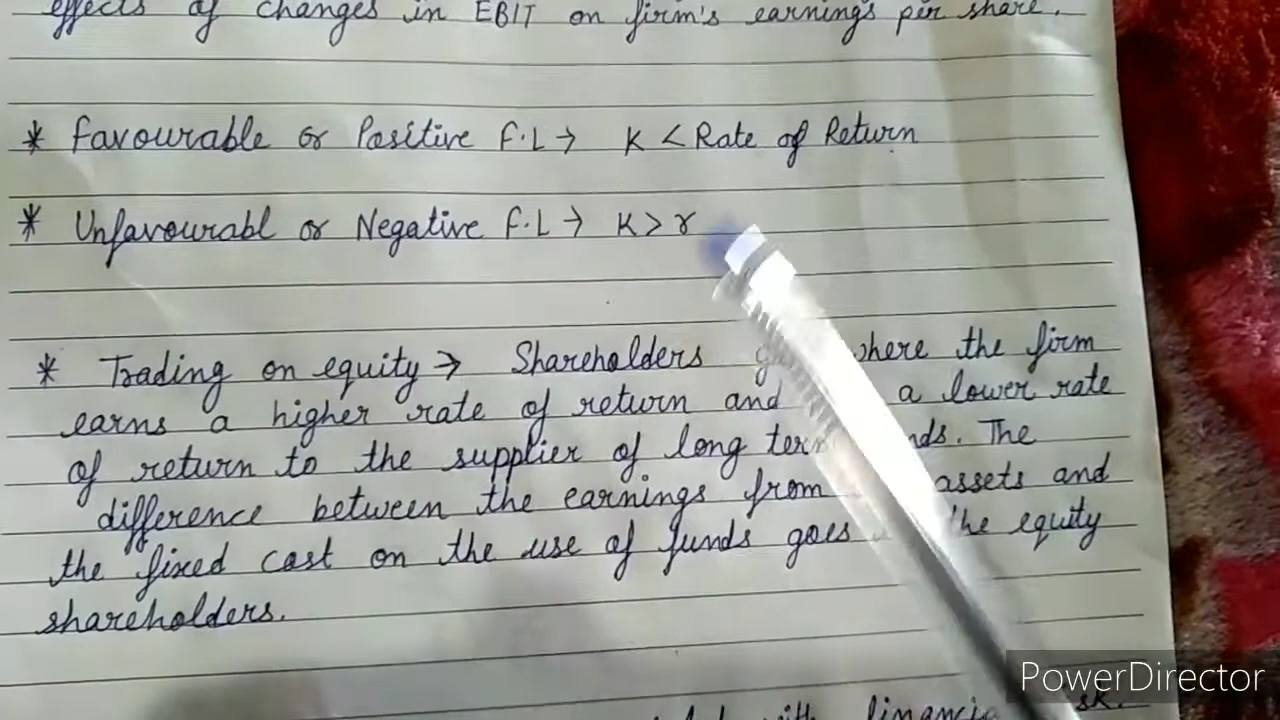 effects of changes in EBIT on firm's earnings per share.
* Favourable or Positive F.L → K < Rate of Return
* Unfavourabl or Negative F.L → K > r
* Trading on equity → Shareholders where the firm
earns a higher rate of return and a lower rate
of return to the supplier of long term The
difference between the earnings from assets and
the fixed cost on the use of funds goes the equity
shareholders.
with
PowerDirector